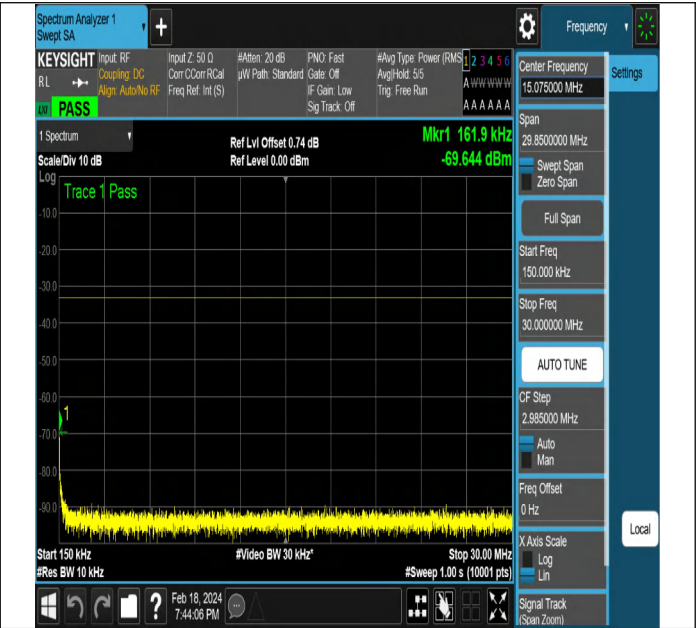 Spectrum Analyzer 1
Swept SA
+
Frequency
KEYSIGHT
RL
LXI PASS
Input: RF
Coupling: DC
Align: Auto/No RF
Input Z: 50 Ω
Corr CCorr RCal
Freq Ref: Int (S)
#Atten: 20 dB
µW Path: Standard
PNO: Fast
Gate: Off
IF Gain: Low
Sig Track: Off
#Avg Type: Power (RMS
Avg|Hold: 5/5
Trig: Free Run
1 2 3 4 5 6
A W W W W W
A A A A A A
Settings
Center Frequency
15.075000 MHz
Span
29.8500000 MHz
Swept Span
Zero Span
Full Span
Start Freq
150.000 kHz
Stop Freq
30.000000 MHz
AUTO TUNE
CF Step
2.985000 MHz
Auto
Man
Freq Offset
0 Hz
X Axis Scale
Log
Lin
Signal Track
(Span Zoom)
Local
1 Spectrum
Scale/Div 10 dB
Log
Ref Lvl Offset 0.74 dB
Ref Level 0.00 dBm
Mkr1 161.9 kHz
-69.644 dBm
Trace 1 Pass
-10.0
-20.0
-30.0
-40.0
-50.0
-60.0
-70.0
-80.0
-90.0
1
Start 150 kHz
#Res BW 10 kHz
#Video BW 30 kHz*
Stop 30.00 MHz
#Sweep 1.00 s (10001 pts)
?
Feb 18, 2024
7:44:06 PM